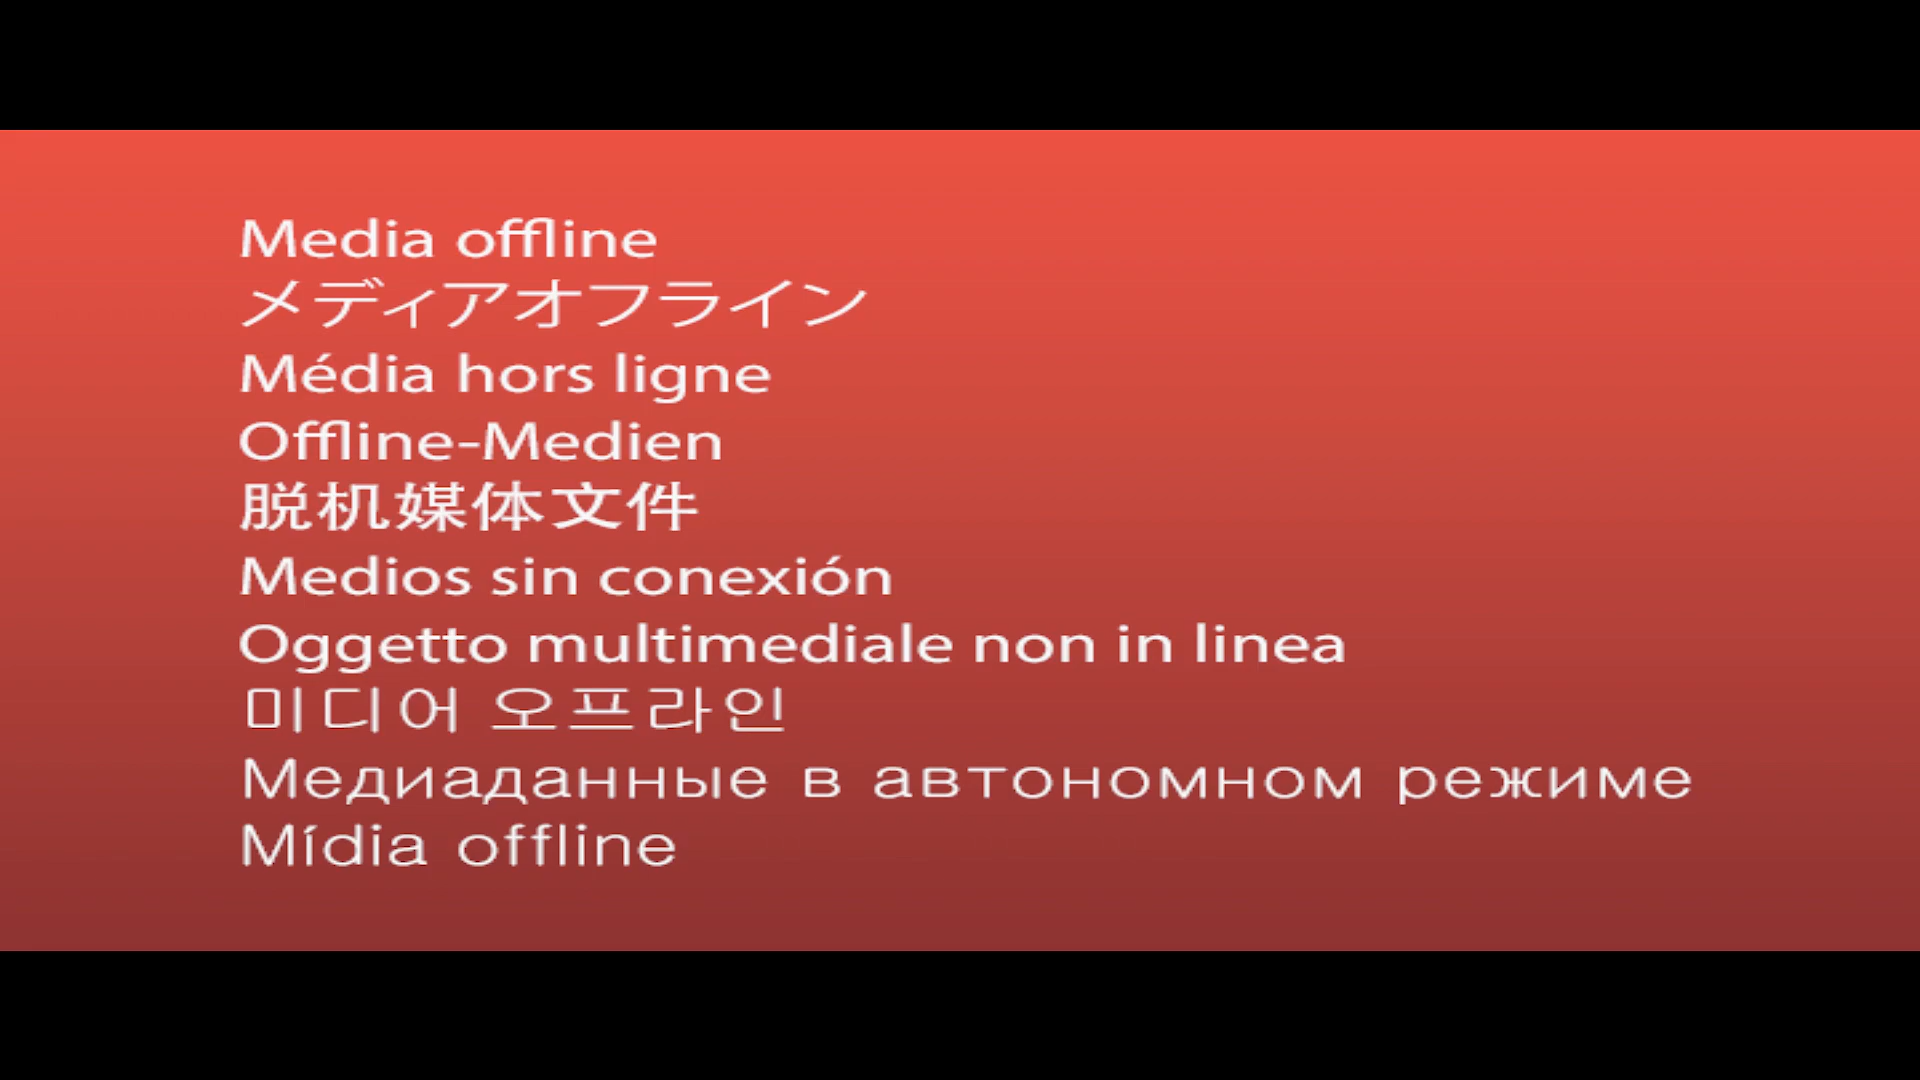 Media offline
メディアオフライン
Média hors ligne
Offline-Medien
脱机媒体文件
Medios sin conexión
Oggetto multimediale non in linea
미디어 오프라인
Медиаданные в автономном режиме
Mídia offline